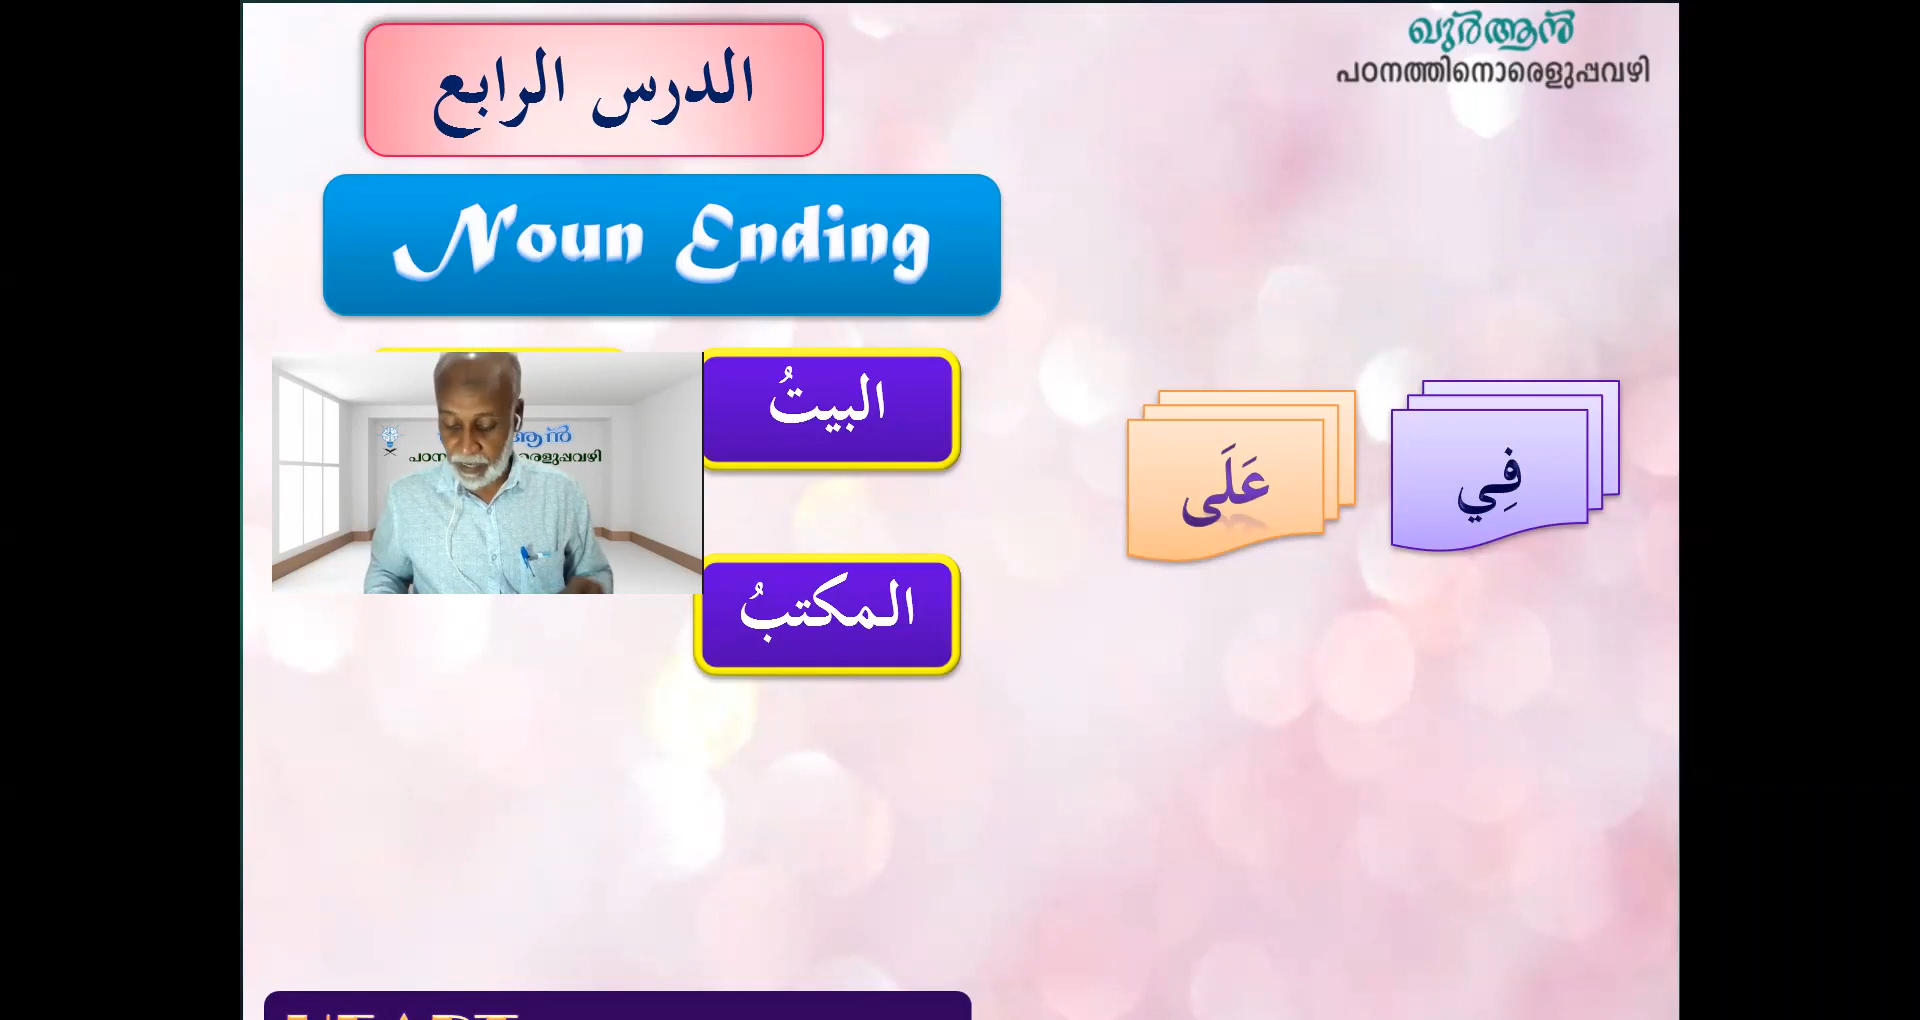 الدرس الرابع
ഖുർആൻ
പഠനത്തിനൊരെളുപ്പവഴി
Noun Ending
البيتُ
المكتبُ
عَلَى
فِي